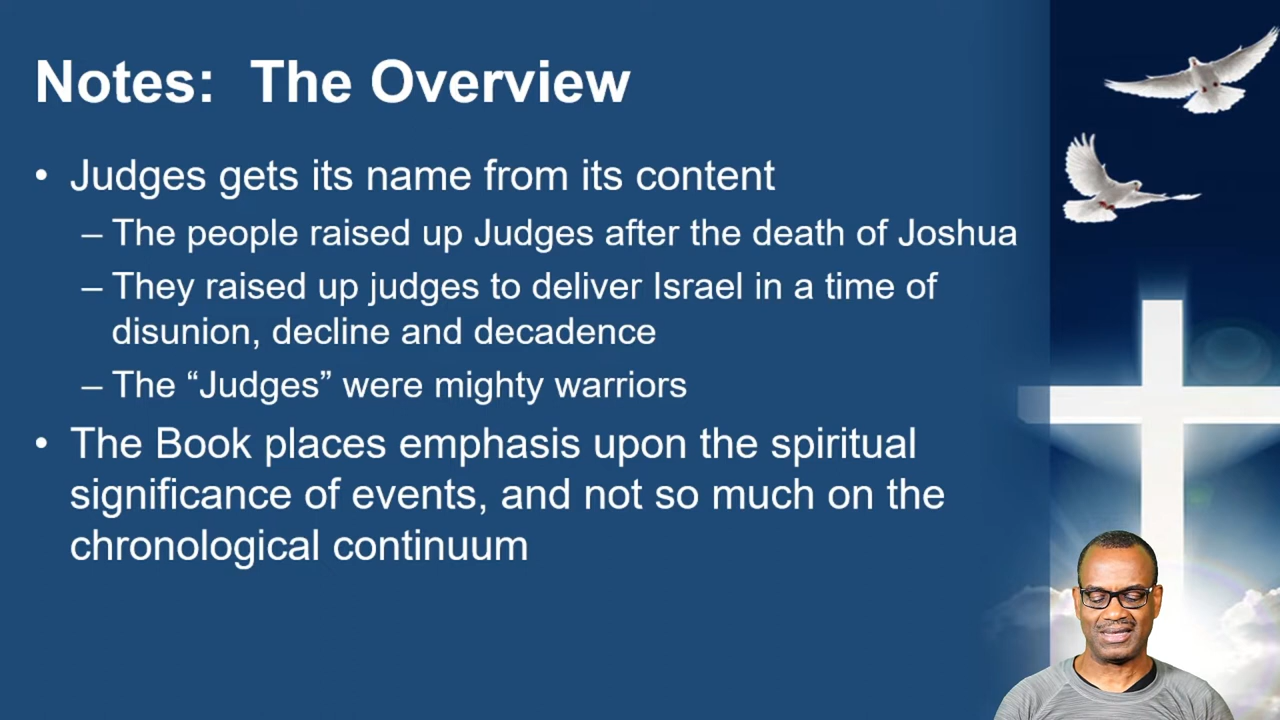 Notes:  The Overview
• Judges gets its name from its content
– The people raised up Judges after the death of Joshua
– They raised up judges to deliver Israel in a time of
disunion, decline and decadence
– The “Judges” were mighty warriors
• The Book places emphasis upon the spiritual
significance of events, and not so much on the
chronological continuum